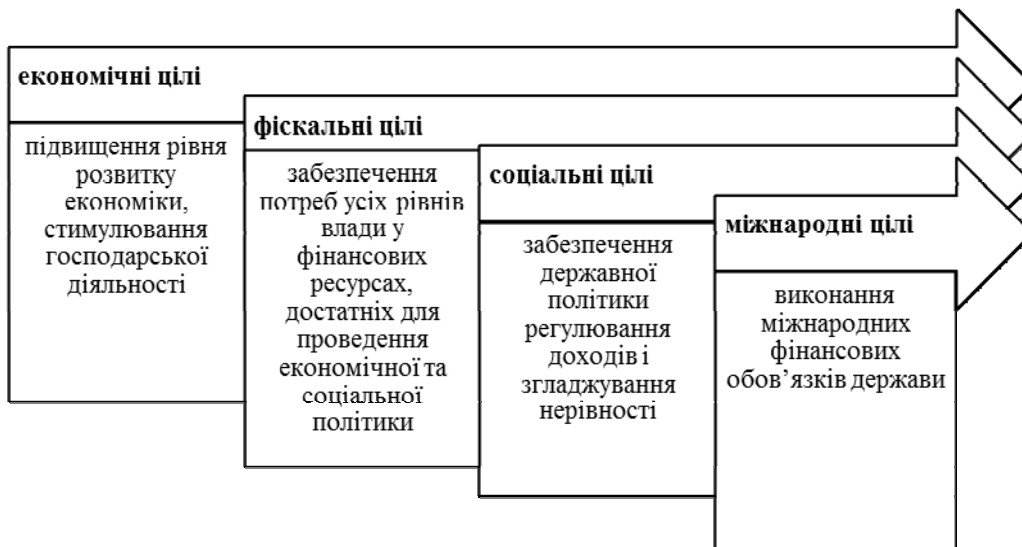 економічні цілі
підвищення рівня
розвитку
економіки,
стимулювання
господарської
діяльності
фіскальні цілі
забезпечення
потреб усіх рівнів
влади у
фінансових
ресурсах,
достатніх для
проведення
економічної та
соціальної
політики
соціальні цілі
забезпечення
державної
політики
регулювання
доходів і
згладжування
нерівності
міжнародні цілі
виконання
міжнародних
фінансових
обов’язків держави